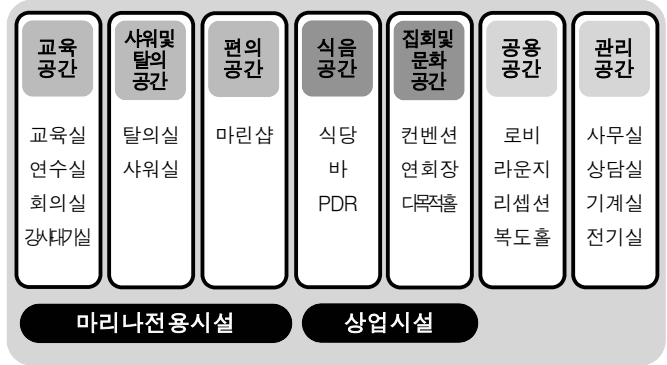 교육
공간
교육실
연수실
회의실
강사대기실
샤워및
탈의
공간
탈의실
샤워실
편의
공간
마린샵
식음
공간
식당
바
PDR
집회및
문화
공간
컨벤션
연회장
다목적홀
공용
공간
로비
라운지
리셉션
복도홀
관리
공간
사무실
상담실
기계실
전기실
마리나전용시설
상업시설